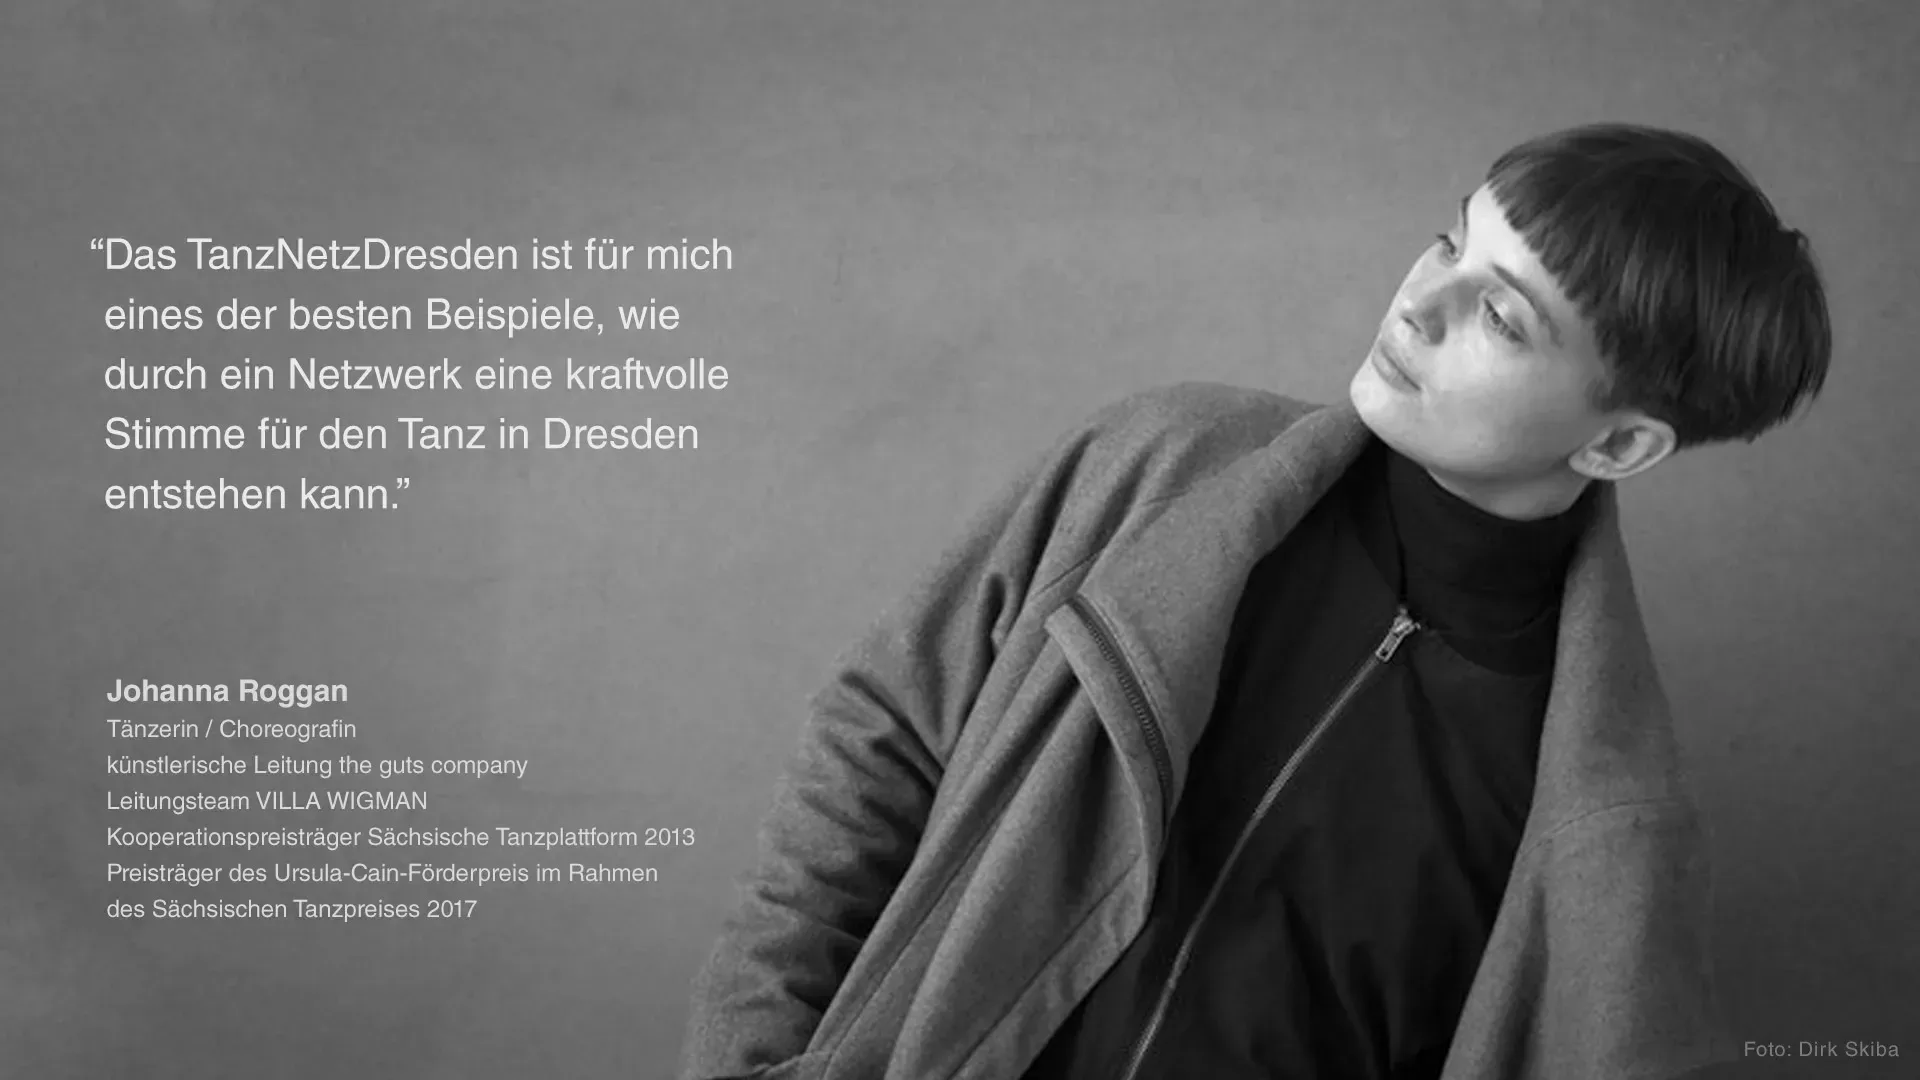 “Das TanzNetzDresden ist für mich
eines der besten Beispiele, wie
durch ein Netzwerk eine kraftvolle
Stimme für den Tanz in Dresden
entstehen kann.”
Johanna Roggan
Tänzerin / Choreografin
künstlerische Leitung the guts company
Leitungsteam VILLA WIGMAN
Kooperationspreisträger Sächsische Tanzplattform 2013
Preisträger des Ursula-Cain-Förderpreis im Rahmen
des Sächsischen Tanzpreises 2017
Foto: Dirk Skiba